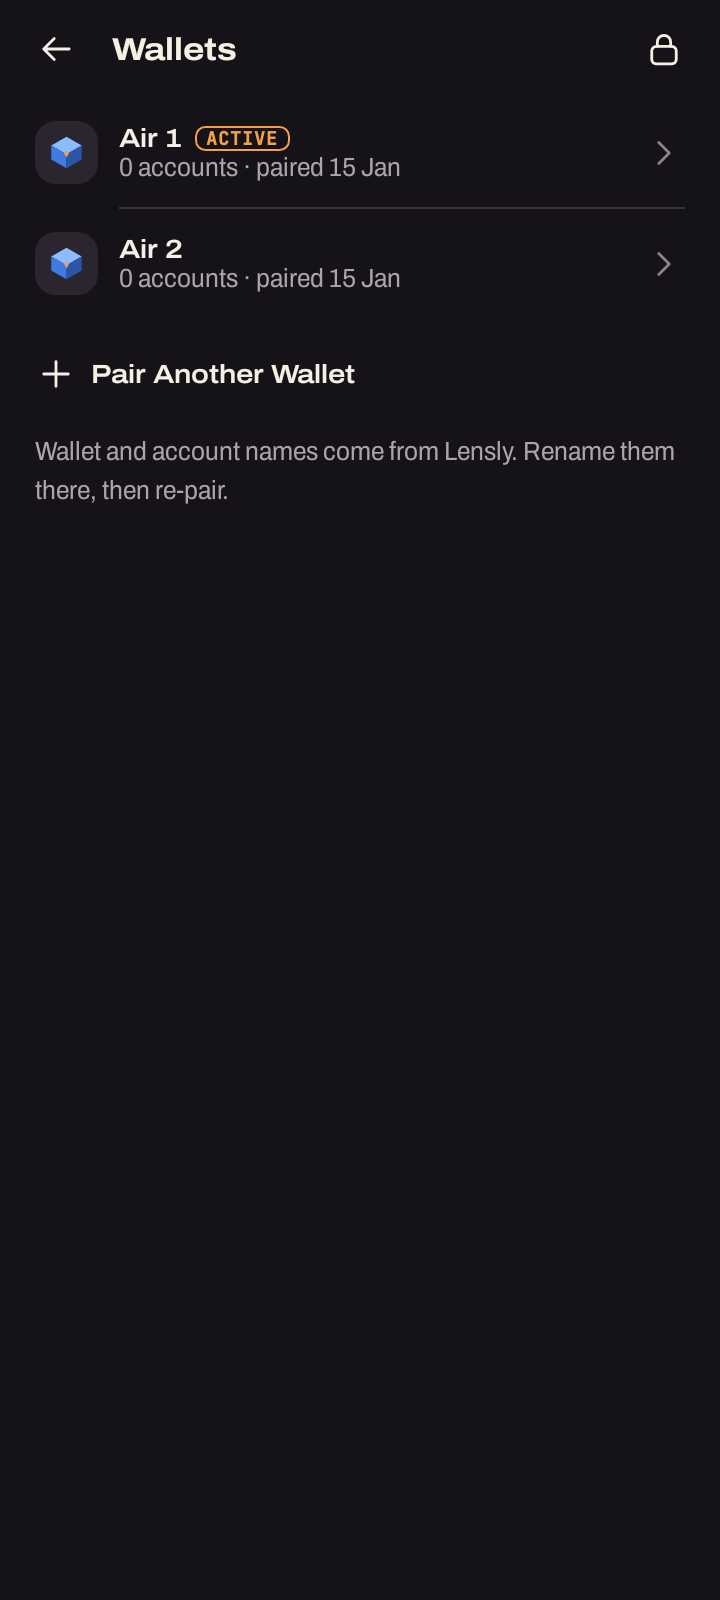 Wallets
Air 1 ACTIVE
0 accounts · paired 15 Jan
Air 2
0 accounts · paired 15 Jan
Pair Another Wallet
Wallet and account names come from Lensly. Rename them
there, then re-pair.